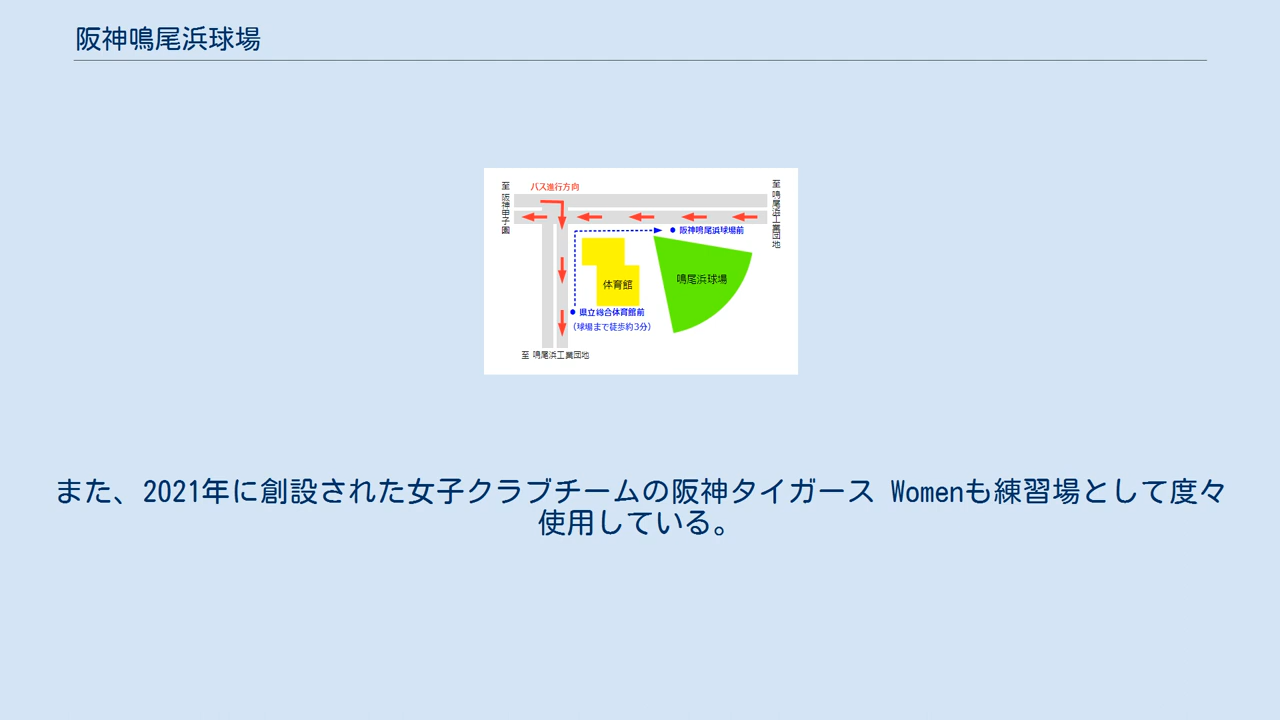 阪神鳴尾浜球場
至 阪神甲子園
バス進行方向
至 鳴尾浜工業団地
阪神鳴尾浜球場前
体育館
鳴尾浜球場
県立総合体育館前
(球場まで徒歩約3分)
至 鳴尾浜工業団地
また、2021年に創設された女子クラブチームの阪神タイガース Womenも練習場として度々
使用している。